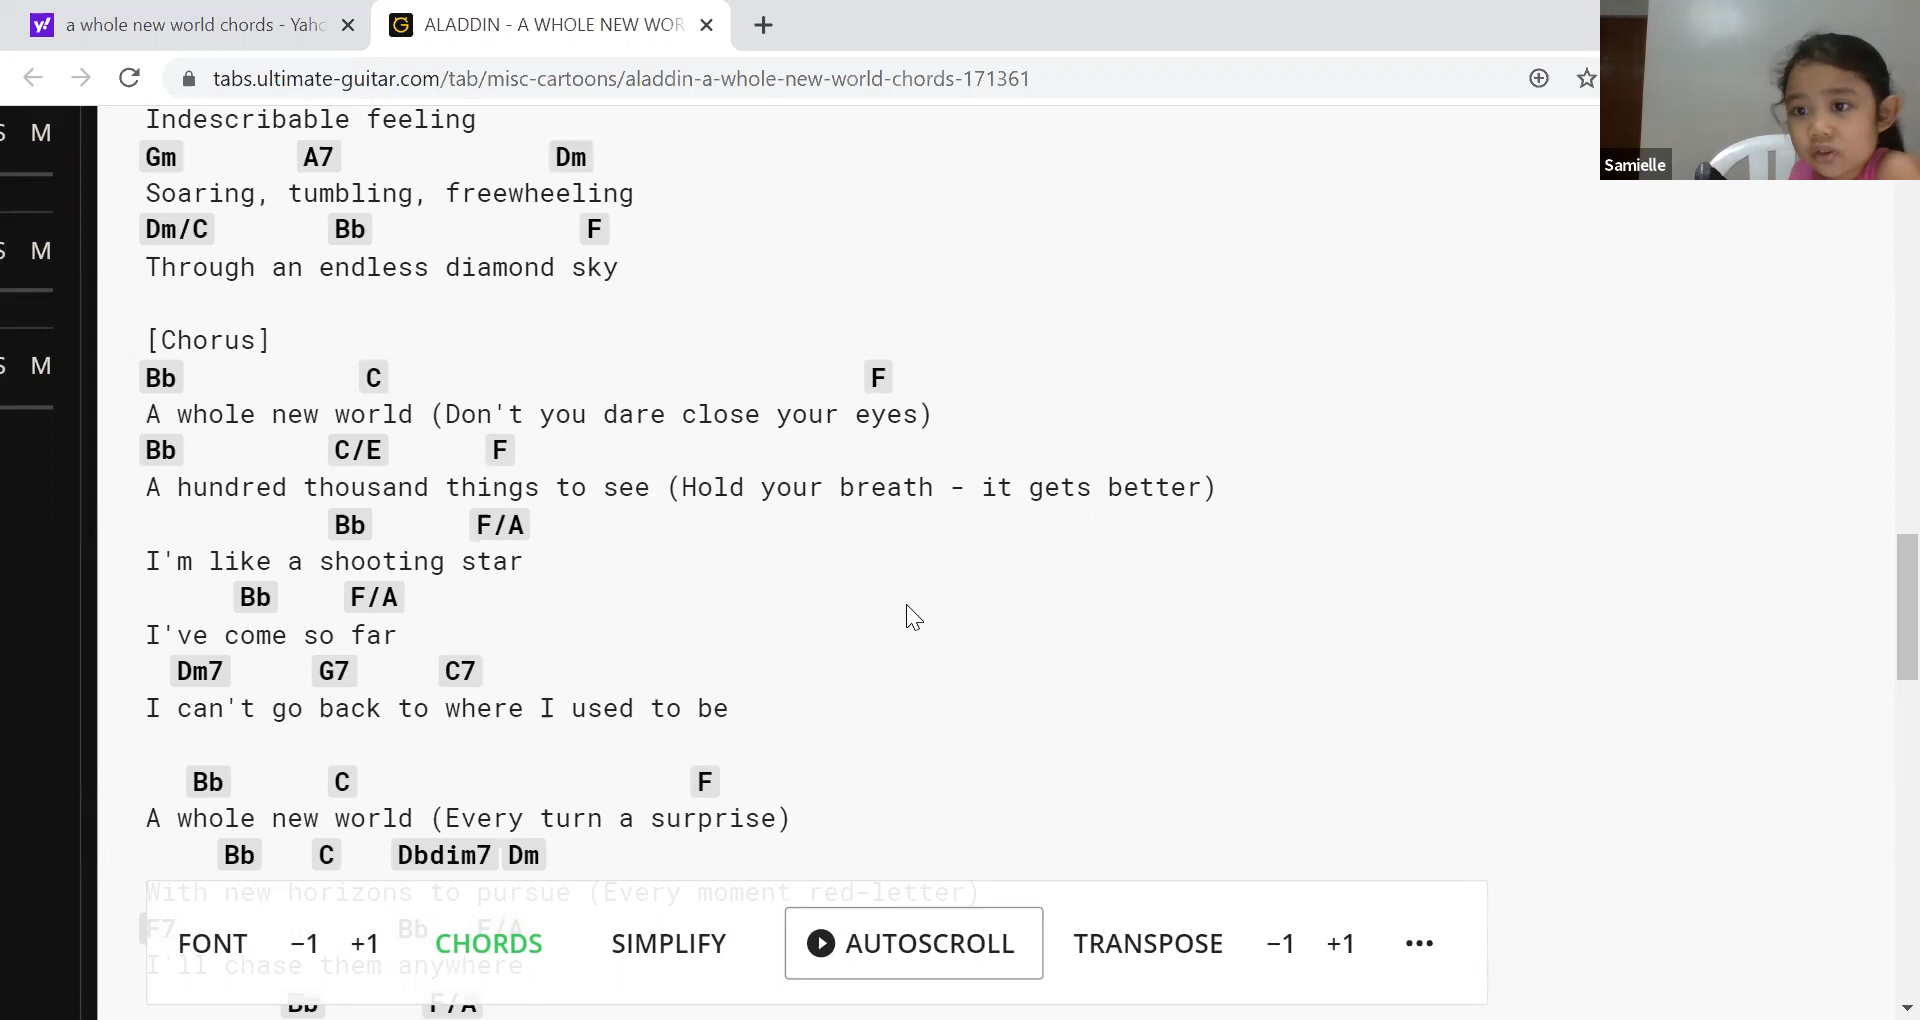 a whole new world chords - Yaho
ALADDIN - A WHOLE NEW WOR
tabs.ultimate-guitar.com/tab/misc-cartoons/aladdin-a-whole-new-world-chords-171361
Samielle
S M
S M
S M
Indescribable feeling
Gm A7 Dm
Soaring, tumbling, freewheeling
Dm/C Bb F
Through an endless diamond sky
[Chorus]
Bb C F
A whole new world (Don't you dare close your eyes)
Bb C/E F
A hundred thousand things to see (Hold your breath - it gets better)
Bb F/A
I'm like a shooting star
Bb F/A
I've come so far
Dm7 G7 C7
I can't go back to where I used to be
Bb C F
A whole new world (Every turn a surprise)
Bb C Dbdim7 Dm
With new horizons to pursue (Every moment red-letter)
F7 Bb F/A
I'll chase them anywhere
Bb F/A
FONT -1 +1 CHORDS SIMPLIFY AUTOSCROLL TRANSPOSE -1 +1 •••